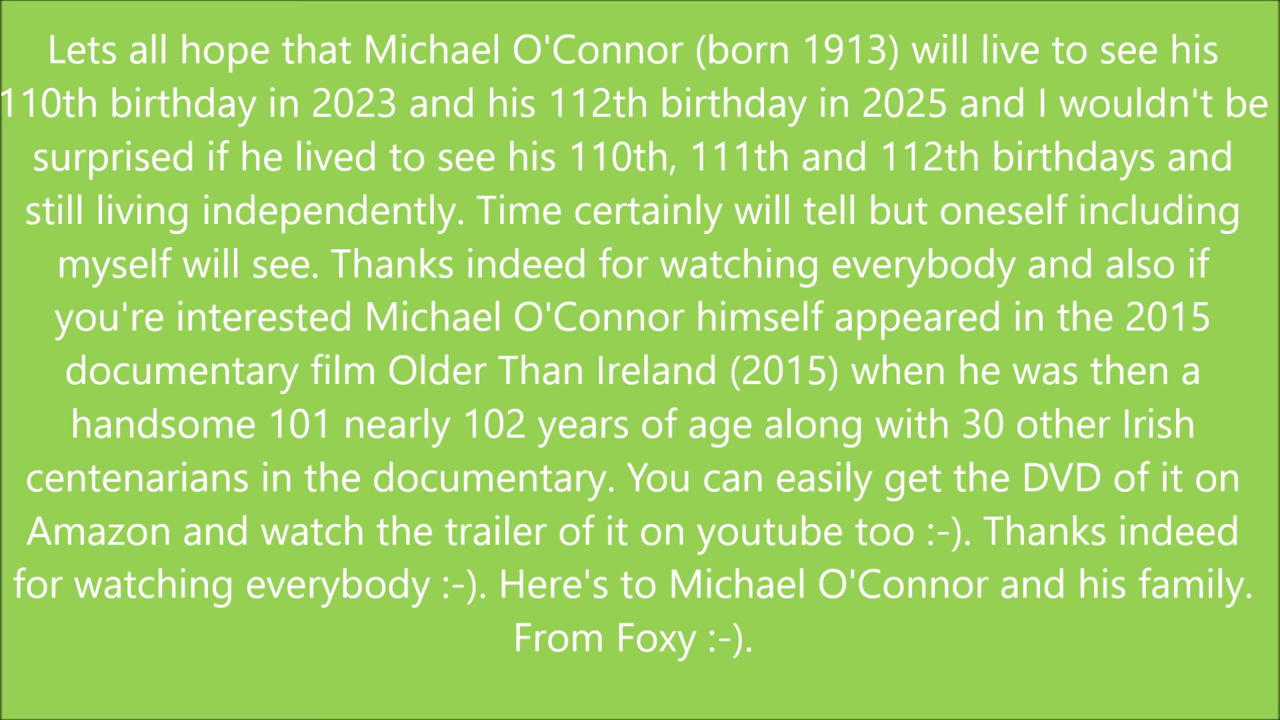 Lets all hope that Michael O'Connor (born 1913) will live to see his
110th birthday in 2023 and his 112th birthday in 2025 and I wouldn't be
surprised if he lived to see his 110th, 111th and 112th birthdays and
still living independently. Time certainly will tell but oneself including
myself will see. Thanks indeed for watching everybody and also if
you're interested Michael O'Connor himself appeared in the 2015
documentary film Older Than Ireland (2015) when he was then a
handsome 101 nearly 102 years of age along with 30 other Irish
centenarians in the documentary. You can easily get the DVD of it on
Amazon and watch the trailer of it on youtube too :-). Thanks indeed
for watching everybody :-). Here's to Michael O'Connor and his family.
From Foxy :-).